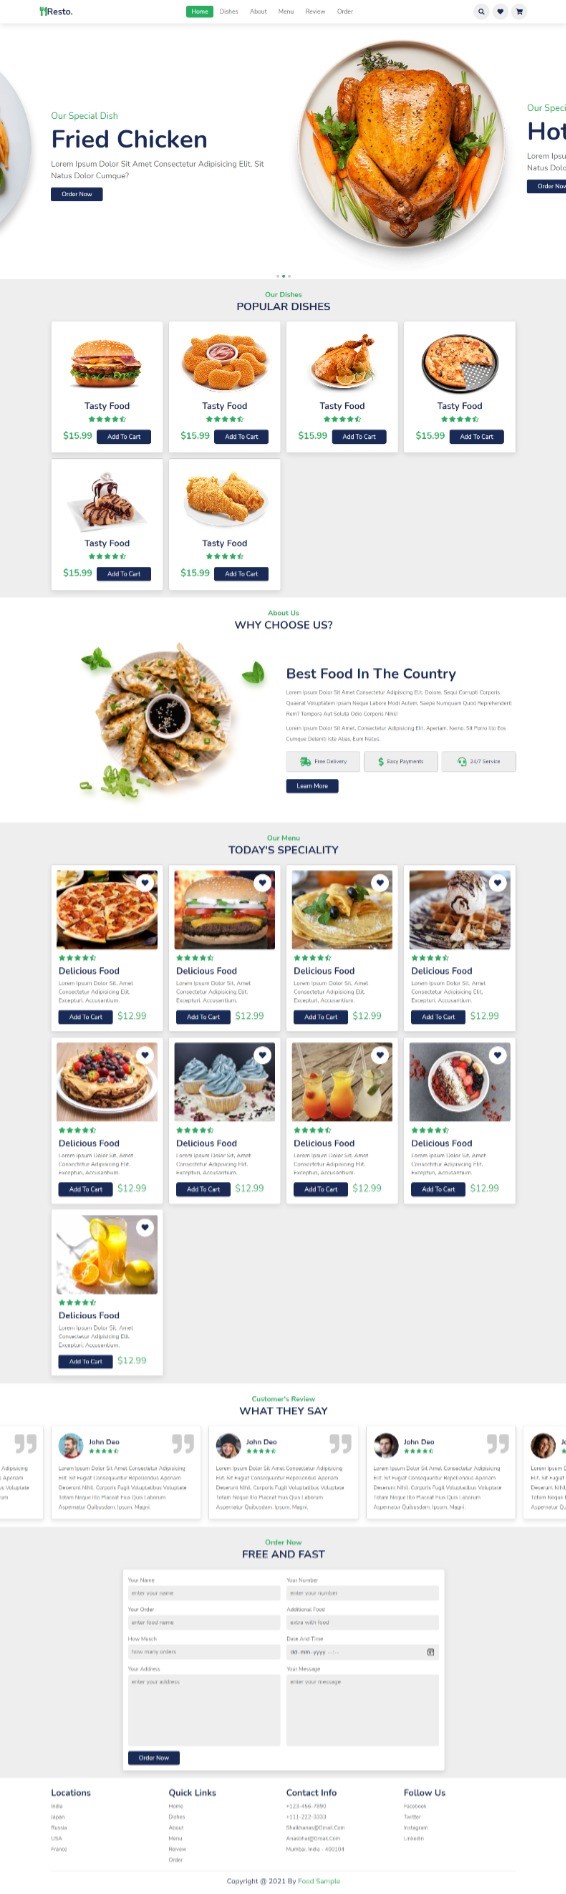 Resto.
Home
Dishes
About
Menu
Review
Order
Our Special Dish
Fried Chicken
Lorem Ipsum Dolor Sit Amet Consectetur Adipisicing Elit. Sit
Natus Dolor Cumque?
Order Now
Our Speci
Hot
Lorem Ipsu
Natus Dolo
Order Now
Our Dishes
POPULAR DISHES
Tasty Food
$15.99 Add To Cart
Tasty Food
$15.99 Add To Cart
Tasty Food
$15.99 Add To Cart
Tasty Food
$15.99 Add To Cart
Tasty Food
$15.99 Add To Cart
Tasty Food
$15.99 Add To Cart
About Us
WHY CHOOSE US?
Best Food In The Country
Lorem Ipsum Dolor Sit Amet Consectetur Adipisicing Elit. Dolore, Sequi Corrupti Corporis
Quaerat Voluptatem Ipsam Neque Labore Modi Autem, Saepe Numquam Quod Reprehenderit
Rem? Tempora Aut Soluta Odio Corporis Nihil!
Lorem Ipsum Dolor Sit Amet, Consectetur Adipisicing Elit. Aperiam, Nemo. Sit Porro Illo Eos
Cumque Deleniti Iste Alias, Eum Natus.
Free Delivery
Easy Payments
24/7 Service
Learn More
Our Menu
TODAY'S SPECIALITY
Delicious Food
Lorem Ipsum Dolor Sit, Amet
Consectetur Adipisicing Elit.
Excepturi, Accusantium.
Add To Cart $12.99
Delicious Food
Lorem Ipsum Dolor Sit, Amet
Consectetur Adipisicing Elit.
Excepturi, Accusantium.
Add To Cart $12.99
Delicious Food
Lorem Ipsum Dolor Sit, Amet
Consectetur Adipisicing Elit.
Excepturi, Accusantium.
Add To Cart $12.99
Delicious Food
Lorem Ipsum Dolor Sit, Amet
Consectetur Adipisicing Elit.
Excepturi, Accusantium.
Add To Cart $12.99
Delicious Food
Lorem Ipsum Dolor Sit, Amet
Consectetur Adipisicing Elit.
Excepturi, Accusantium.
Add To Cart $12.99
Delicious Food
Lorem Ipsum Dolor Sit, Amet
Consectetur Adipisicing Elit.
Excepturi, Accusantium.
Add To Cart $12.99
Delicious Food
Lorem Ipsum Dolor Sit, Amet
Consectetur Adipisicing Elit.
Excepturi, Accusantium.
Add To Cart $12.99
Delicious Food
Lorem Ipsum Dolor Sit, Amet
Consectetur Adipisicing Elit.
Excepturi, Accusantium.
Add To Cart $12.99
Delicious Food
Lorem Ipsum Dolor Sit, Amet
Consectetur Adipisicing Elit.
Excepturi, Accusantium.
Add To Cart $12.99
Customer's Review
WHAT THEY SAY
John Deo
Lorem Ipsum Dolor Sit Amet Consectetur Adipisicing
Elit. Sit Fugiat Consequuntur Repellendus Aperiam
Deserunt Nihil, Corporis Fugit Voluptatibus Voluptate
Totam Neque Illo Placeat Eius Quis Laborum
Aspernatur Quibusdam, Ipsum, Magni.
John Deo
Lorem Ipsum Dolor Sit Amet Consectetur Adipisicing
Elit. Sit Fugiat Consequuntur Repellendus Aperiam
Deserunt Nihil, Corporis Fugit Voluptatibus Voluptate
Totam Neque Illo Placeat Eius Quis Laborum
Aspernatur Quibusdam, Ipsum, Magni.
John Deo
Lorem Ipsum Dolor Sit Amet Consectetur Adipisicing
Elit. Sit Fugiat Consequuntur Repellendus Aperiam
Deserunt Nihil, Corporis Fugit Voluptatibus Voluptate
Totam Neque Illo Placeat Eius Quis Laborum
Aspernatur Quibusdam, Ipsum, Magni.
Order Now
FREE AND FAST
Your Name
enter your name
Your Number
enter your number
Your Order
enter food name
Additional Food
extra with food
How Musch
how many orders
Date And Time
dd-mm-yyyy --:--
Your Address
enter your address
Your Message
enter your message
Order Now
Locations
India
Japan
Russia
USA
France
Quick Links
Home
Dishes
About
Menu
Review
Order
Contact Info
+123-456-7890
+111-222-3333
Shaikhanas@Gmail.Com
Anasbhai@Gmail.Com
Mumbai, India - 400104
Follow Us
Facebook
Twitter
Instagram
Linkedin
Copyright @ 2021 By Food Sample